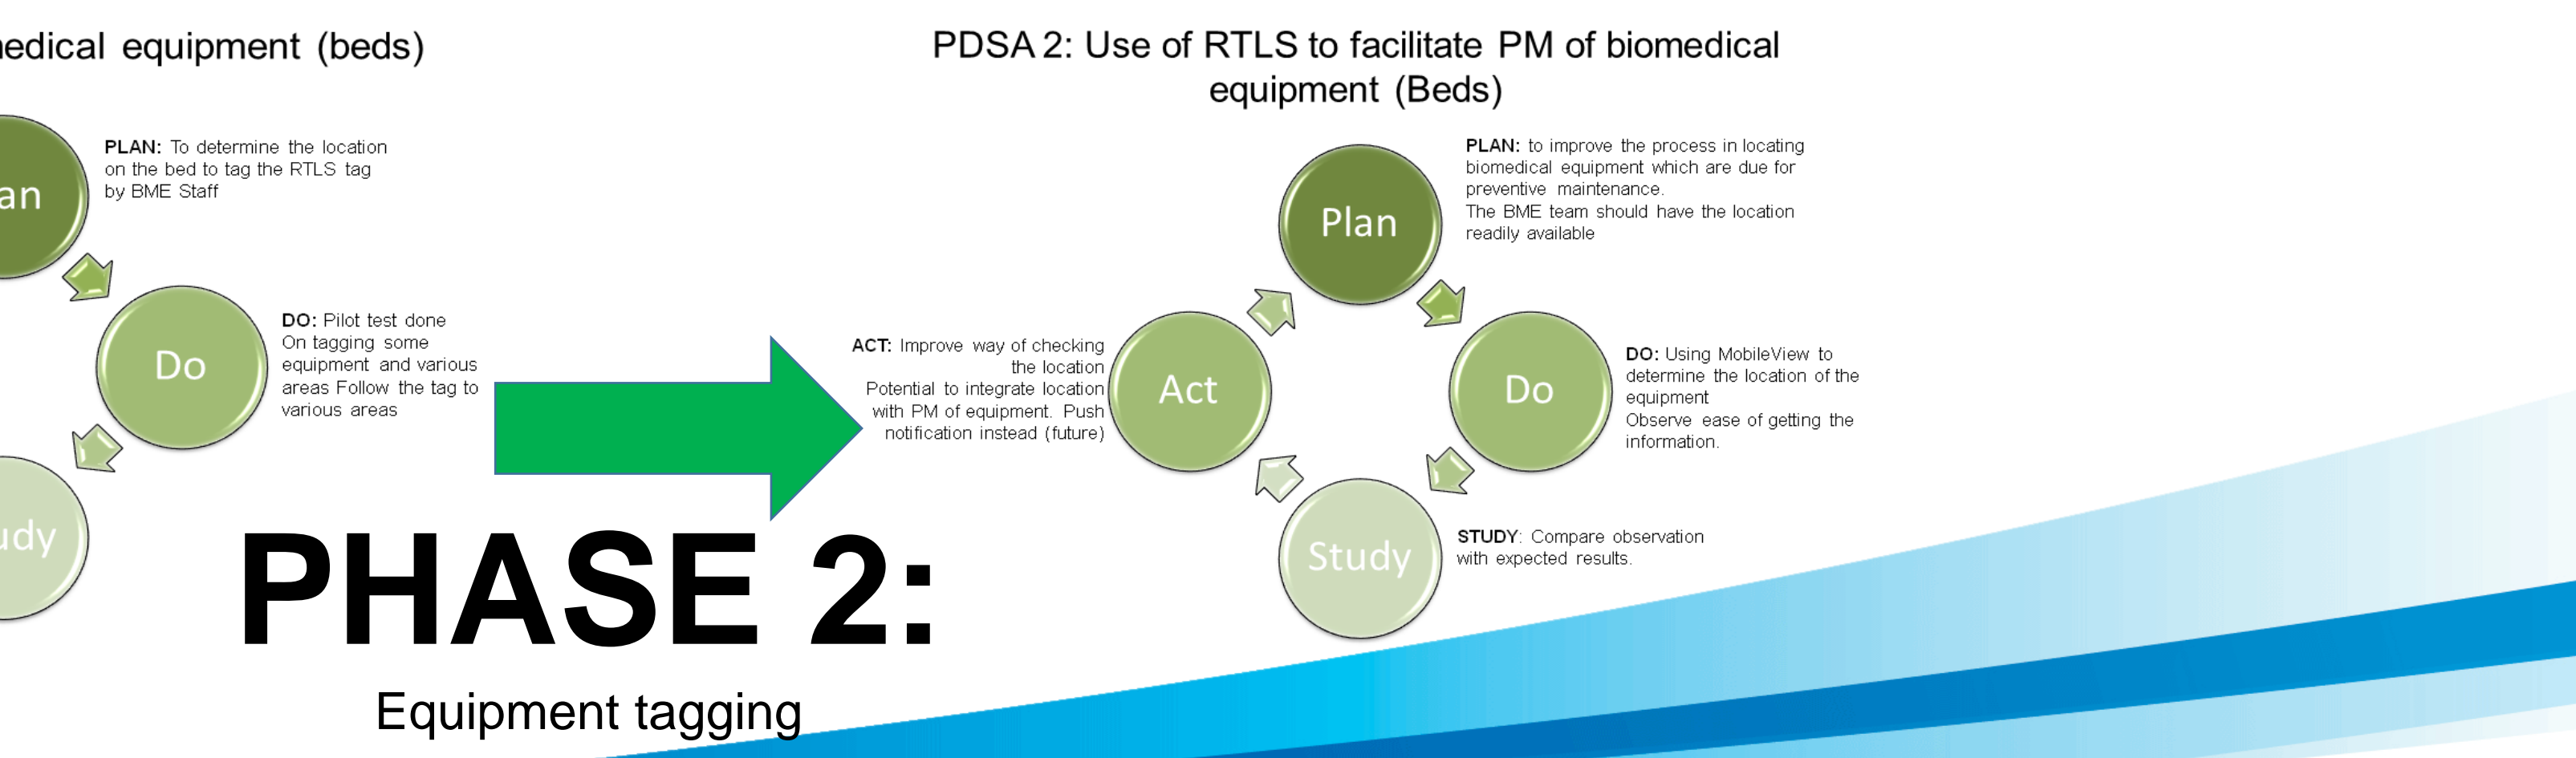 edical equipment (beds)
an
PLAN: To determine the location
on the bed to tag the RTLS tag
by BME Staff
Do
DO: Pilot test done
On tagging some
equipment and various
areas Follow the tag to
various areas
udy
PDSA 2: Use of RTLS to facilitate PM of biomedical
equipment (Beds)
Plan
PLAN: to improve the process in locating
biomedical equipment which are due for
preventive maintenance.
The BME team should have the location
readily available
Do
DO: Using MobileView to
determine the location of the
equipment
Observe ease of getting the
information.
Study
STUDY: Compare observation
with expected results.
Act
ACT: Improve way of checking
the location
Potential to integrate location
with PM of equipment. Push
notification instead (future)
PHASE 2:
Equipment tagging